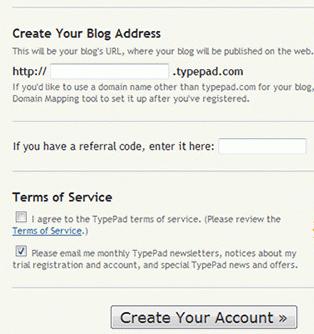 Create Your Blog Address
This will be your blog's URL, where your blog will be published on the web.
http:// .typepad.com
If you'd like to use a domain name other than typepad.com for your blog,
Domain Mapping tool to set it up after you've registered.
If you have a referral code, enter it here:
Terms of Service
I agree to the TypePad terms of service. (Please review the
Terms of Service.)
Please email me monthly TypePad newsletters, notices about my
trial registration and account, and special TypePad news and offers.
Create Your Account »